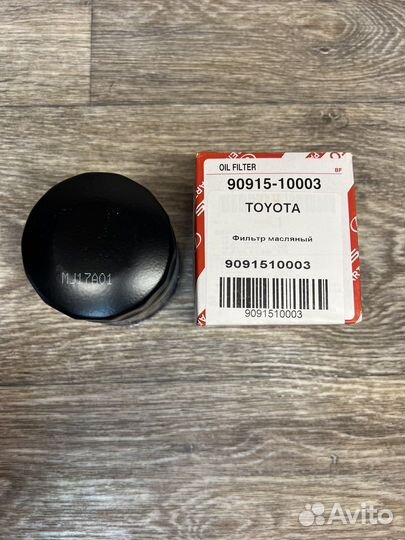 OIL FILTER
BF
90915-10003
TOYOTA
Фильтр масляный
9091510003
9091510003
MJ17A01
Avito